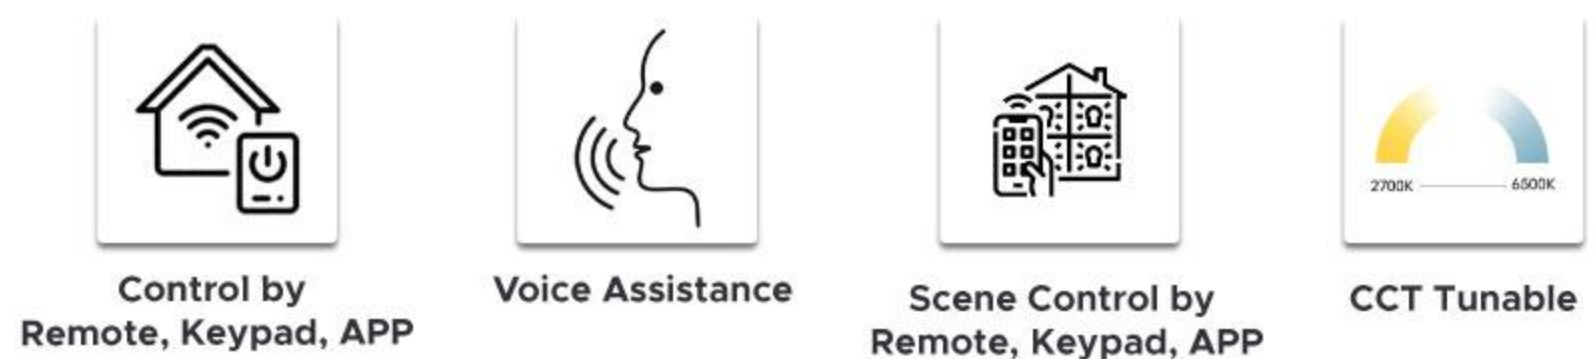 2700K
6500K
Control by
Remote, Keypad, APP
Voice Assistance
Scene Control by
Remote, Keypad, APP
CCT Tunable